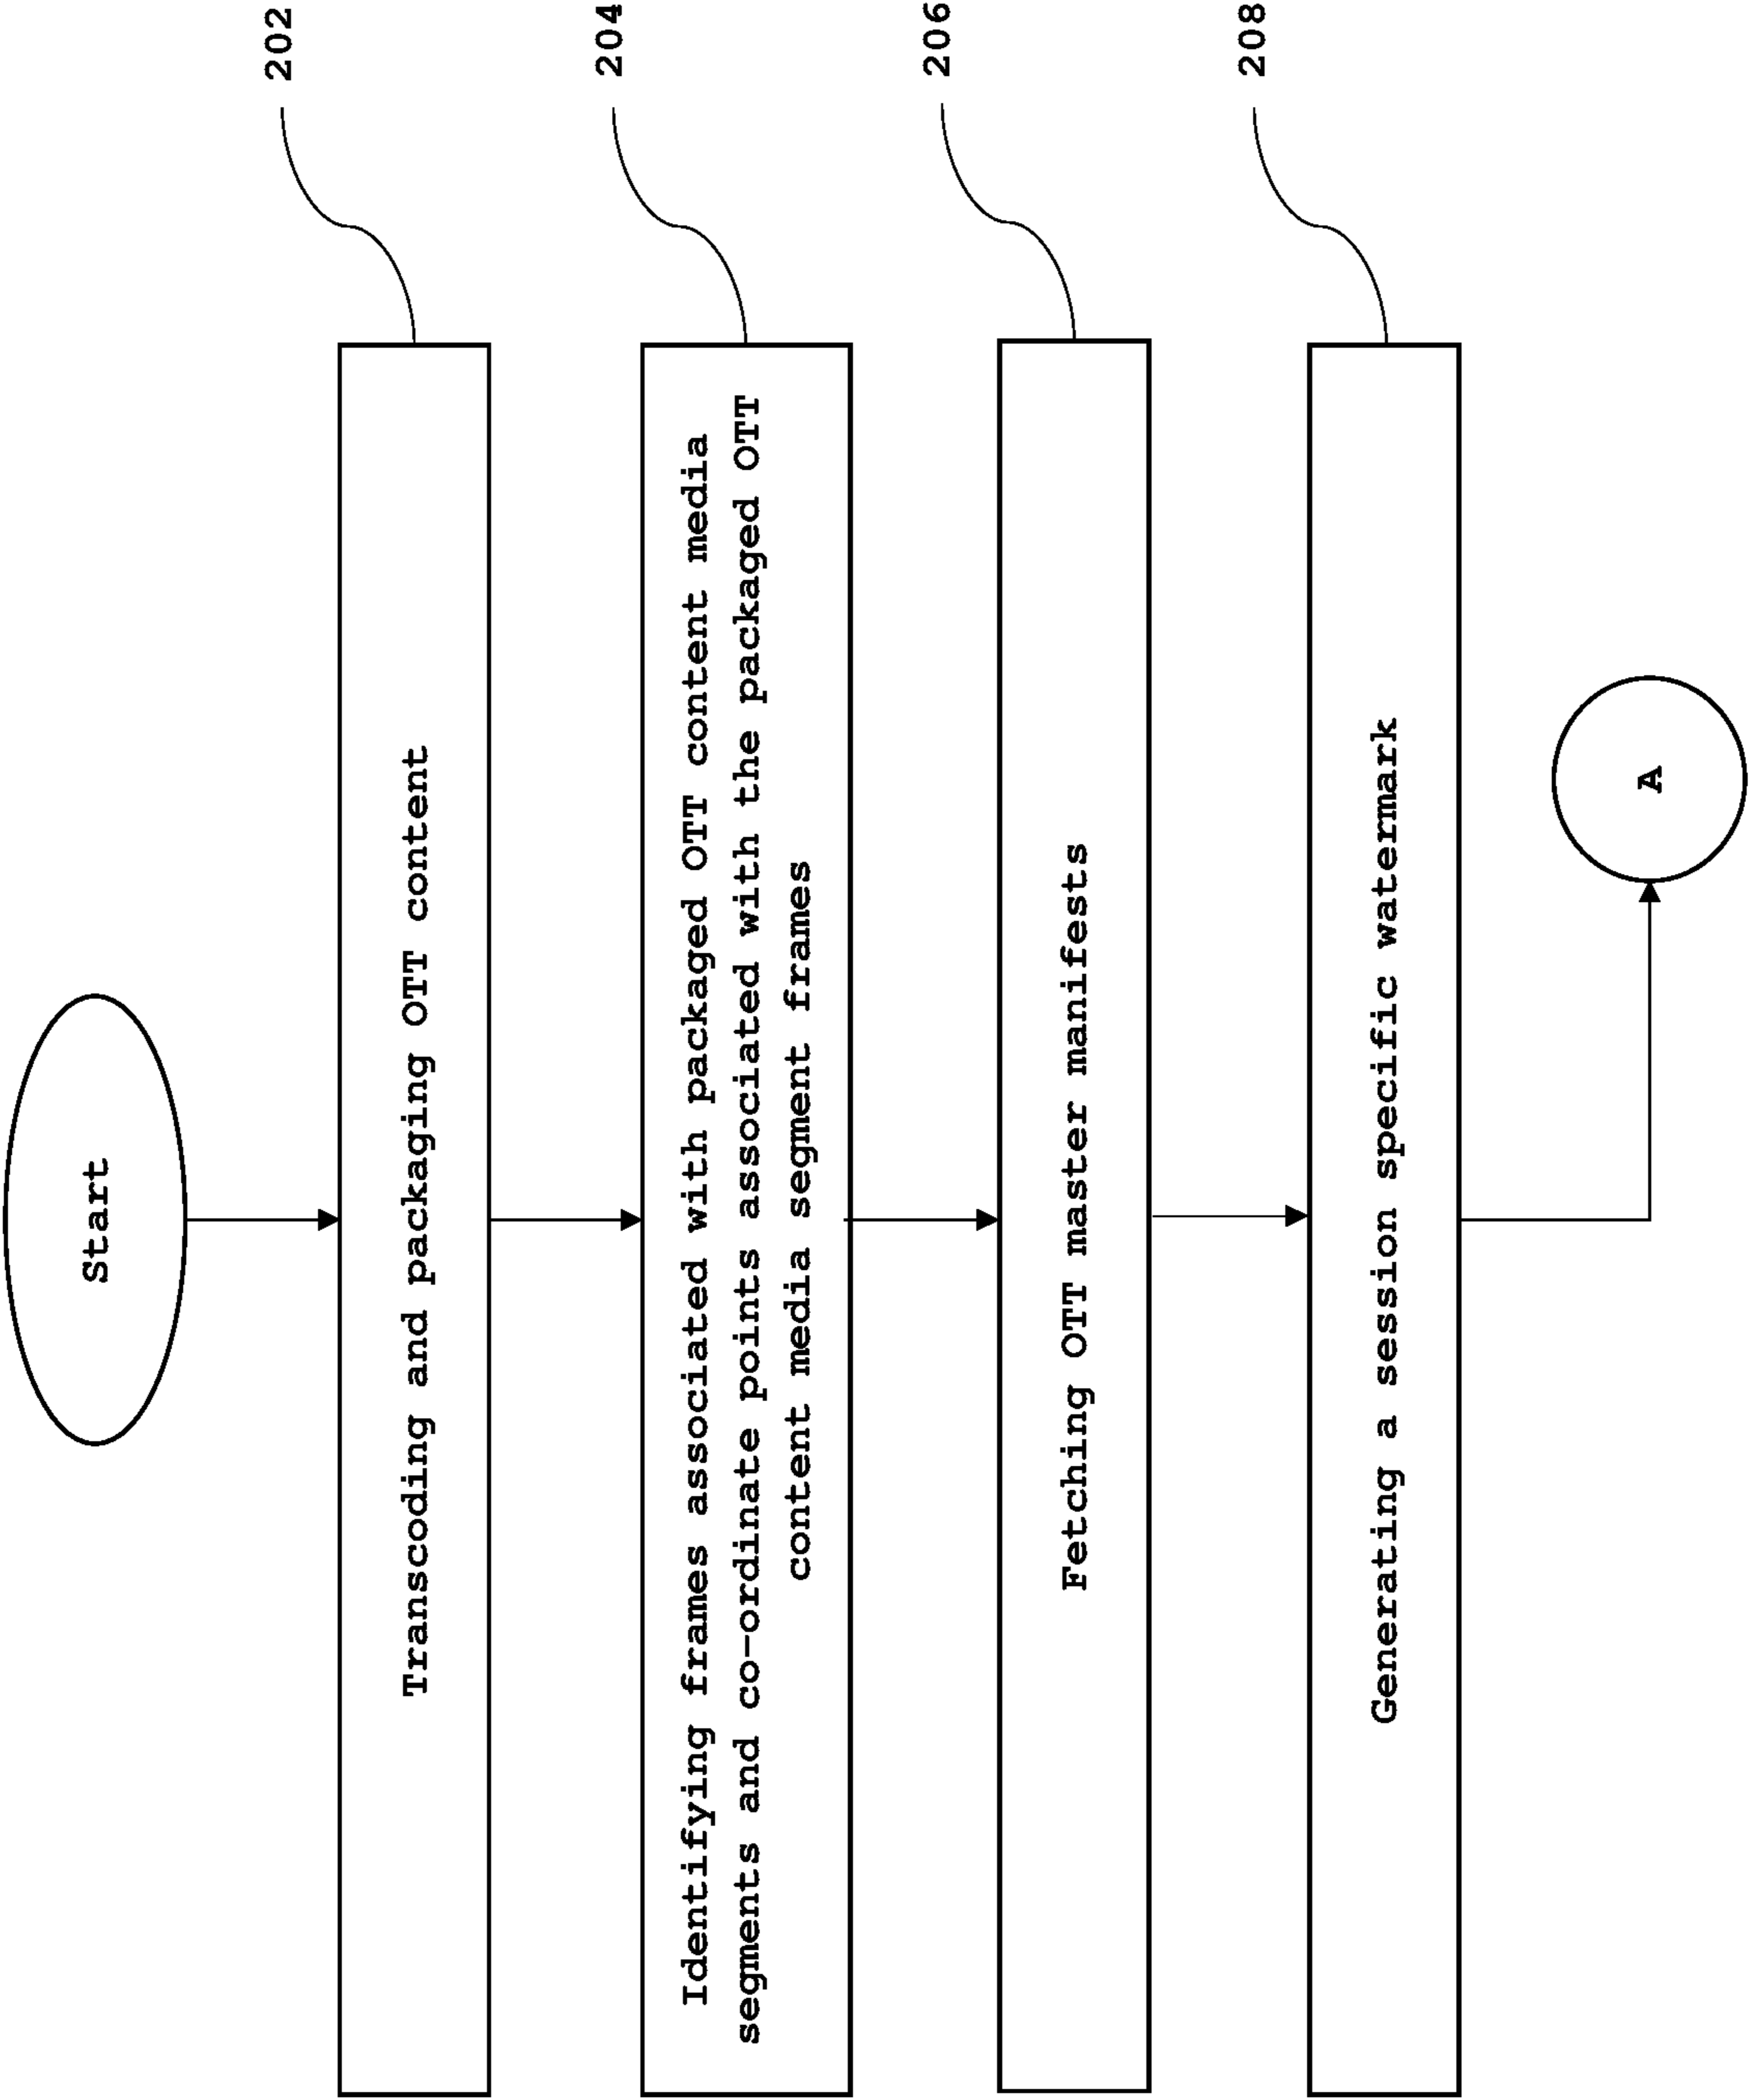 Start
202
Transcoding and packaging OTT content
204
Identifying frames associated with packaged OTT content media
segments and co-ordinate points associated with the packaged OTT
content media segment frames
206
Fetching OTT master manifests
208
Generating a session specific watermark
A